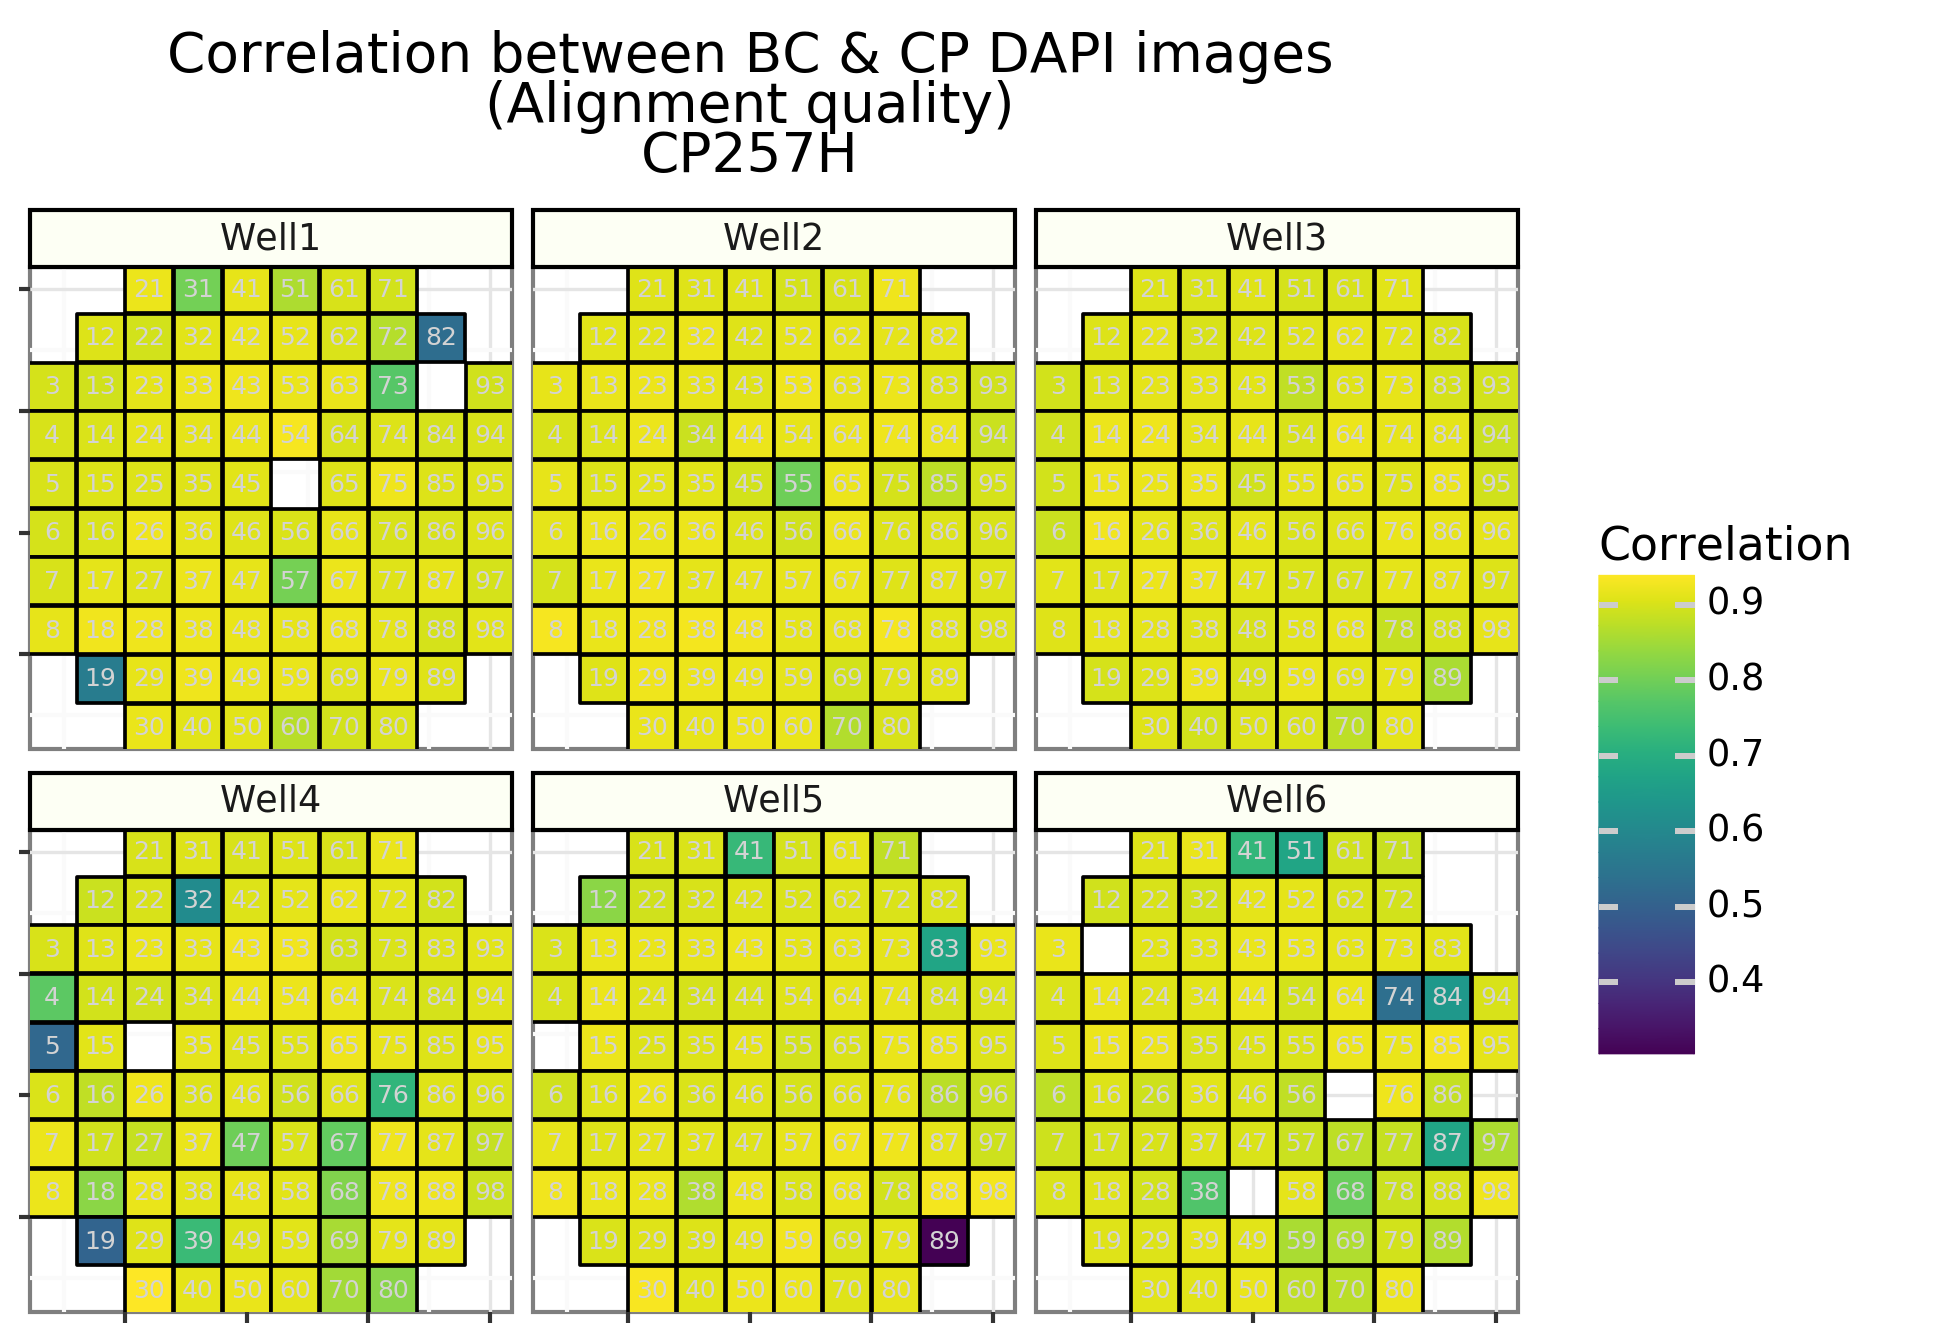 Correlation between BC & CP DAPI images
(Alignment quality)
CP257H
Well1 Well2 Well3
21 31 41 51 61 71 21 31 41 51 61 71 21 31 41 51 61 71
12 22 32 42 52 62 72 82 12 22 32 42 52 62 72 82 12 22 32 42 52 62 72 82
3 13 23 33 43 53 63 73 93 3 13 23 33 43 53 63 73 83 93 3 13 23 33 43 53 63 73 83 93
4 14 24 34 44 54 64 74 84 94 4 14 24 34 44 54 64 74 84 94 4 14 24 34 44 54 64 74 84 94
5 15 25 35 45 65 75 85 95 5 15 25 35 45 55 65 75 85 95 5 15 25 35 45 55 65 75 85 95
6 16 26 36 46 56 66 76 86 96 6 16 26 36 46 56 66 76 86 96 6 16 26 36 46 56 66 76 86 96
7 17 27 37 47 57 67 77 87 97 7 17 27 37 47 57 67 77 87 97 7 17 27 37 47 57 67 77 87 97
8 18 28 38 48 58 68 78 88 98 8 18 28 38 48 58 68 78 88 98 8 18 28 38 48 58 68 78 88 98
19 29 39 49 59 69 79 89 19 29 39 49 59 69 79 89 19 29 39 49 59 69 79 89
30 40 50 60 70 80 30 40 50 60 70 80 30 40 50 60 70 80
Well4 Well5 Well6
21 31 41 51 61 71 21 31 41 51 61 71 21 31 41 51 61 71
12 22 32 42 52 62 72 82 12 22 32 42 52 62 72 82 12 22 32 42 52 62 72
3 13 23 33 43 53 63 73 83 93 3 13 23 33 43 53 63 73 83 93 3 23 33 43 53 63 73 83
4 14 24 34 44 54 64 74 84 94 4 14 24 34 44 54 64 74 84 94 4 14 24 34 44 54 64 74 84 94
5 15 35 45 55 65 75 85 95 15 25 35 45 55 65 75 85 95 5 15 25 35 45 55 65 75 85 95
6 16 26 36 46 56 66 76 86 96 6 16 26 36 46 56 66 76 86 96 6 16 26 36 46 56 76 86
7 17 27 37 47 57 67 77 87 97 7 17 27 37 47 57 67 77 87 97 7 17 27 37 47 57 67 77 87 97
8 18 28 38 48 58 68 78 88 98 8 18 28 38 48 58 68 78 88 98 8 18 28 38 58 68 78 88 98
19 29 39 49 59 69 79 89 19 29 39 49 59 69 79 89 19 29 39 49 59 69 79 89
30 40 50 60 70 80 30 40 50 60 70 80 30 40 50 60 70 80
Correlation
0.9
0.8
0.7
0.6
0.5
0.4